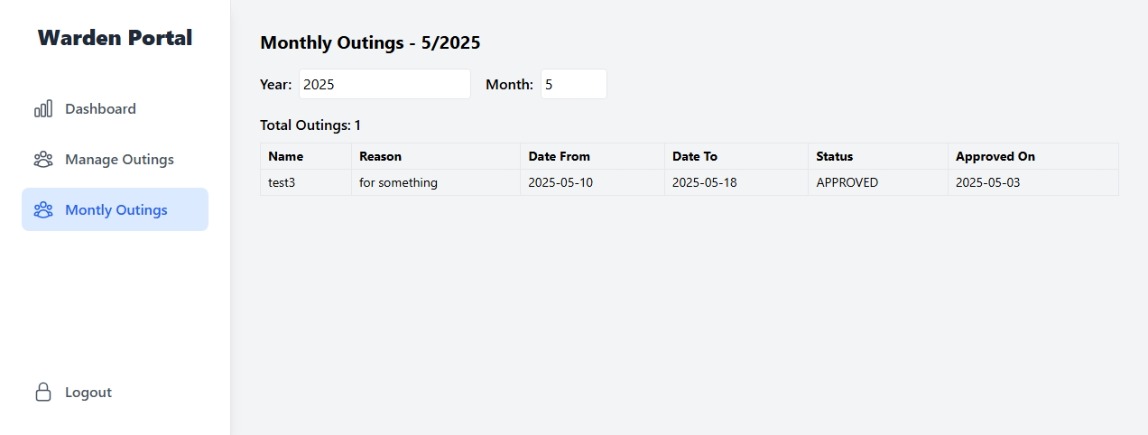 Warden Portal
Dashboard
Manage Outings
Montly Outings
Logout
Monthly Outings - 5/2025
Year: 2025 Month: 5
Total Outings: 1
Name Reason Date From Date To Status Approved On
test3 for something 2025-05-10 2025-05-18 APPROVED 2025-05-03